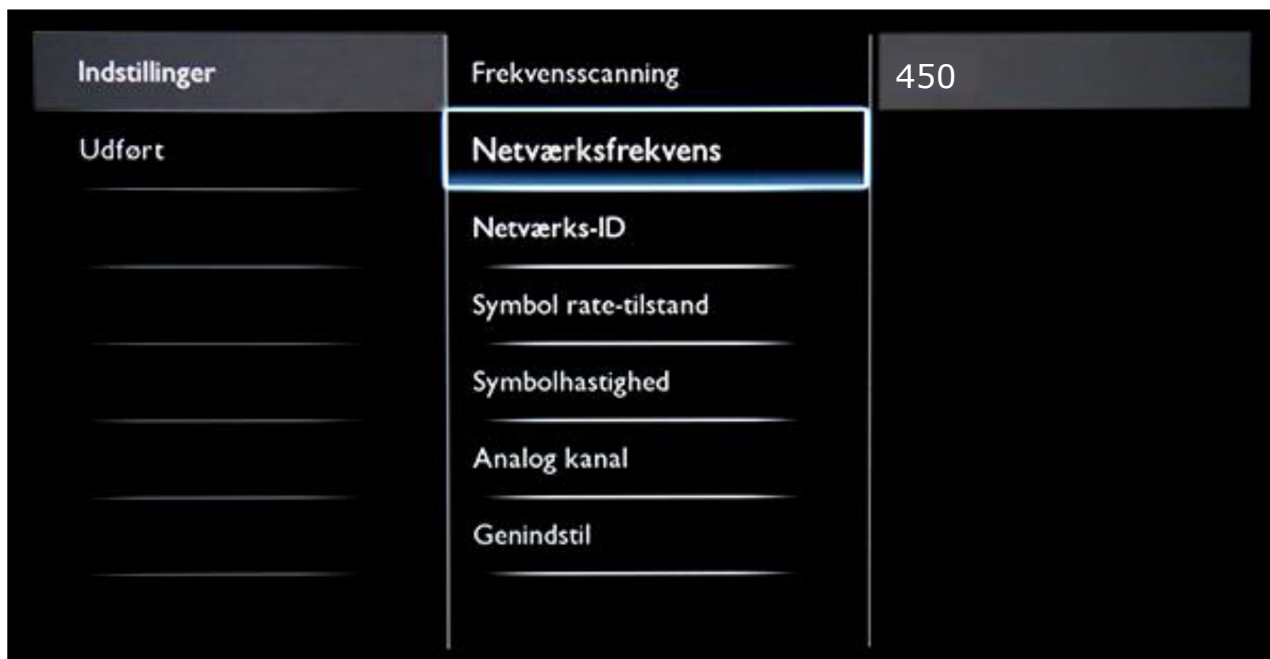 Indstillinger
Udført
Frekvensscanning
Netværksfrekvens
Netværks-ID
Symbol rate-tilstand
Symbolhastighed
Analog kanal
Genindstil
450